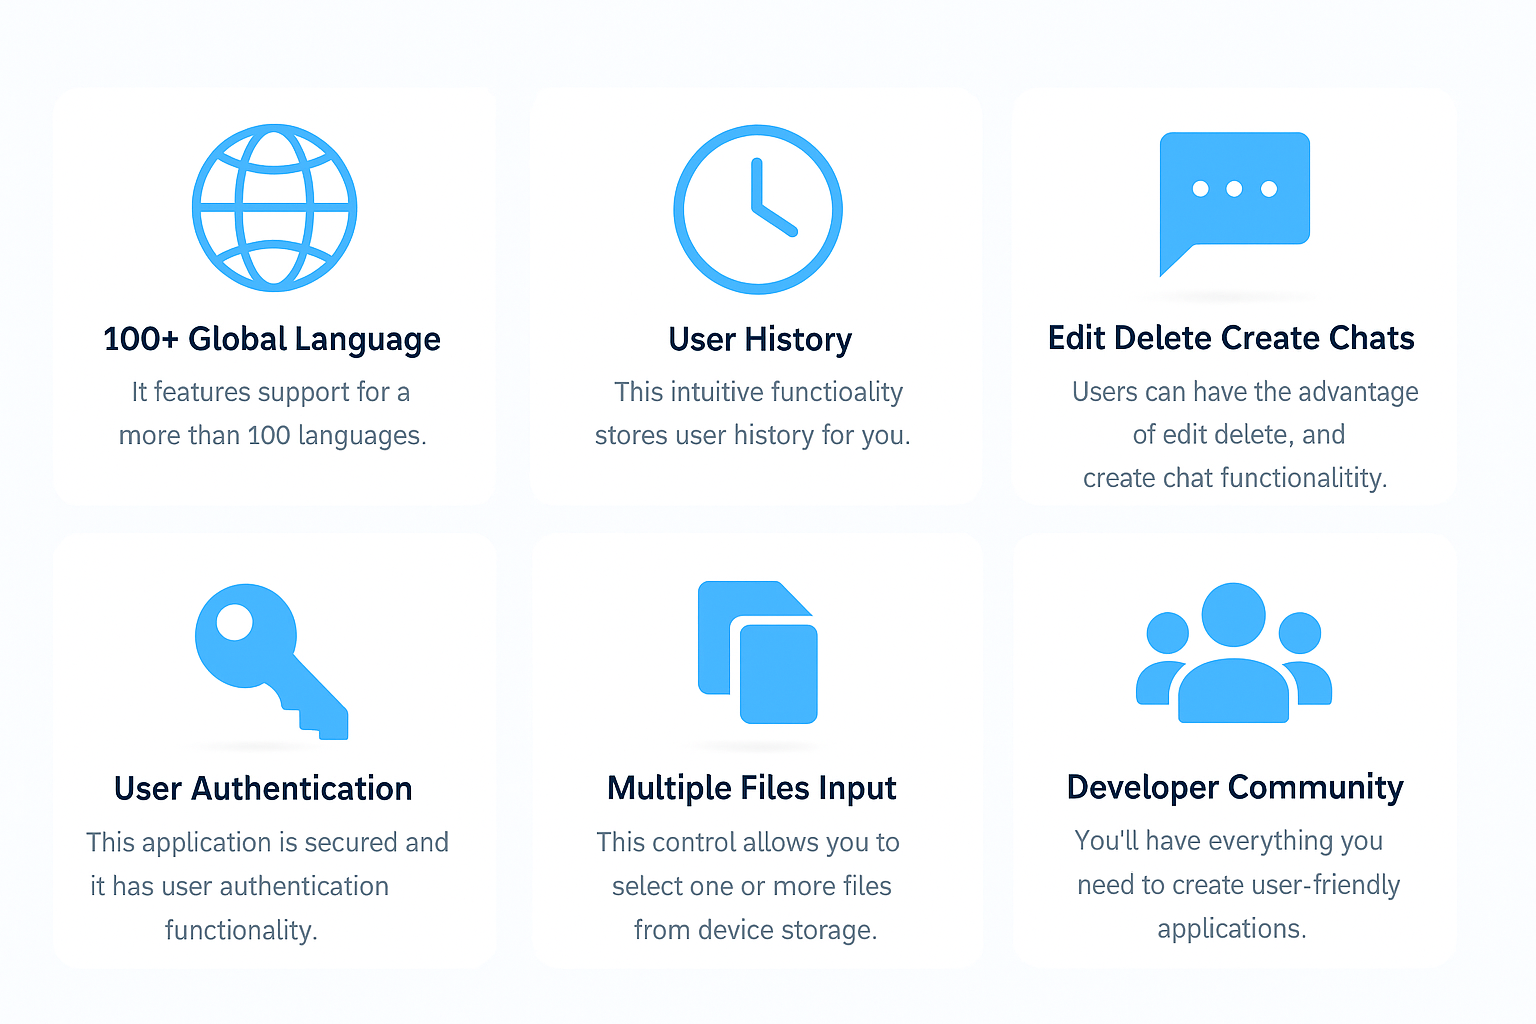 100+ Global Language
It features support for a
more than 100 languages.
User History
This intuitive functioality
stores user history for you.
Edit Delete Create Chats
Users can have the advantage
of edit delete, and
create chat functionalitity.
User Authentication
This application is secured and
it has user authentication
functionality.
Multiple Files Input
This control allows you to
select one or more files
from device storage.
Developer Community
You'll have everything you
need to create user-friendly
applications.